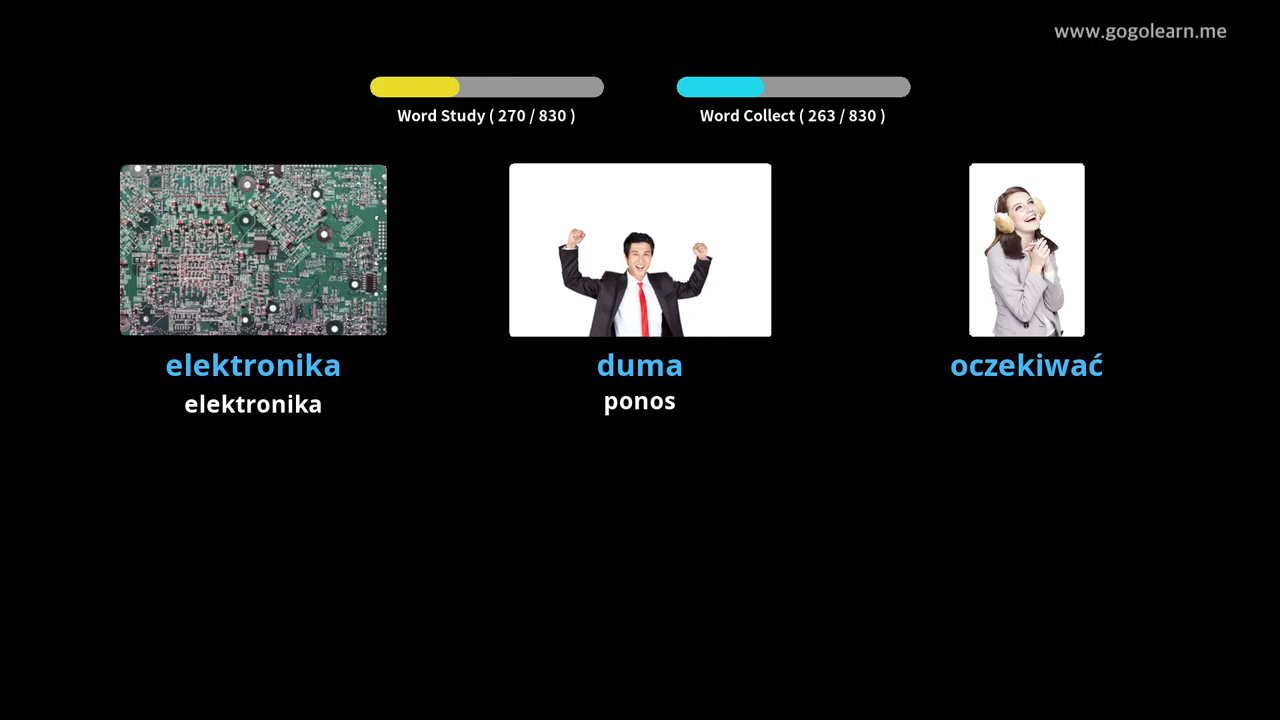 www.gogolearn.me
Word Study ( 270 / 830 )
Word Collect ( 263 / 830 )
elektronika
duma
oczekiwać
elektronika
ponos